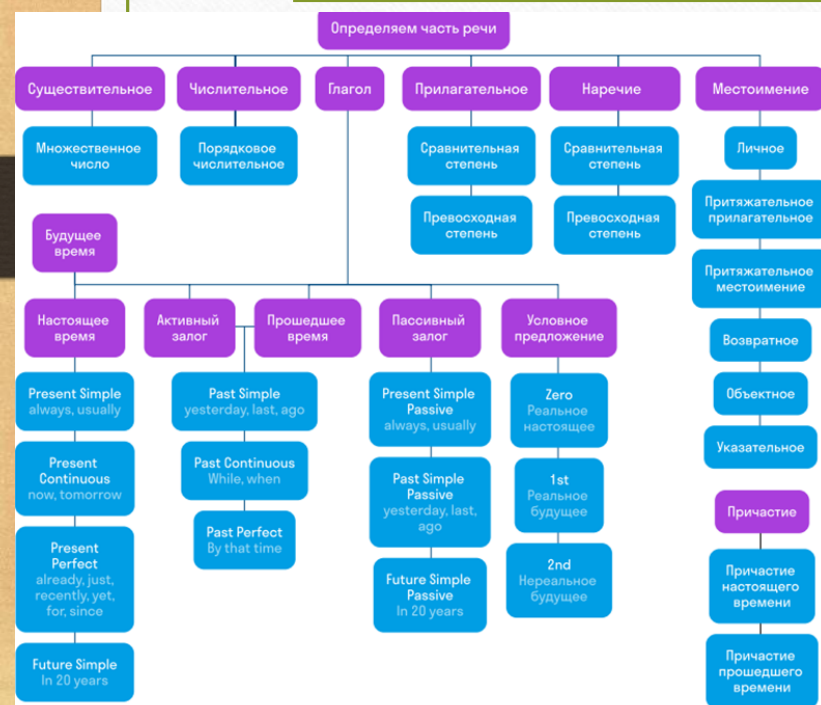 Определяем часть речи
Существительное
Числительное
Глагол
Прилагательное
Наречие
Местоимение
Множественное
число
Порядковое
числительное
Сравнительная
степень
Сравнительная
степень
Личное
Превосходная
степень
Превосходная
степень
Притяжательное
прилагательное
Притяжательное
местоимение
Возвратное
Объектное
Указательное
Будущее
время
Настоящее
время
Активный
залог
Прошедшее
время
Пассивный
залог
Условное
предложение
Present Simple
always, usually
Present
Continuous
now, tomorrow
Present
Perfect
already, just,
recently, yet,
for, since
Future Simple
In 20 years
Past Simple
yesterday, last, ago
Past Continuous
While, when
Past Perfect
By that time
Present Simple
Passive
always, usually
Past Simple
Passive
yesterday, last,
ago
Future Simple
Passive
In 20 years
Zero
Реальное
настоящее
1st
Реальное
будущее
2nd
Нереальное
будущее
Причастие
Причастие
настоящего
времени
Причастие
прошедшего
времени